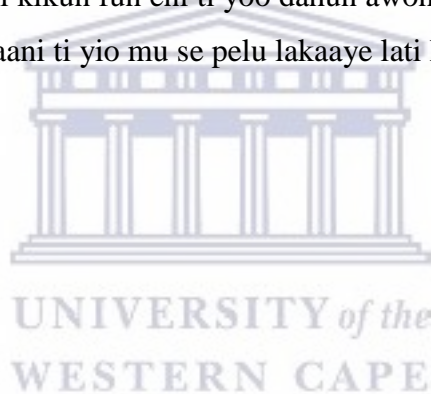 kikun fun eni ti yoo dahun awon
aani ti yio mu se pelu lakaaye lati
UNIVERSITY of the
WESTERN CAPE